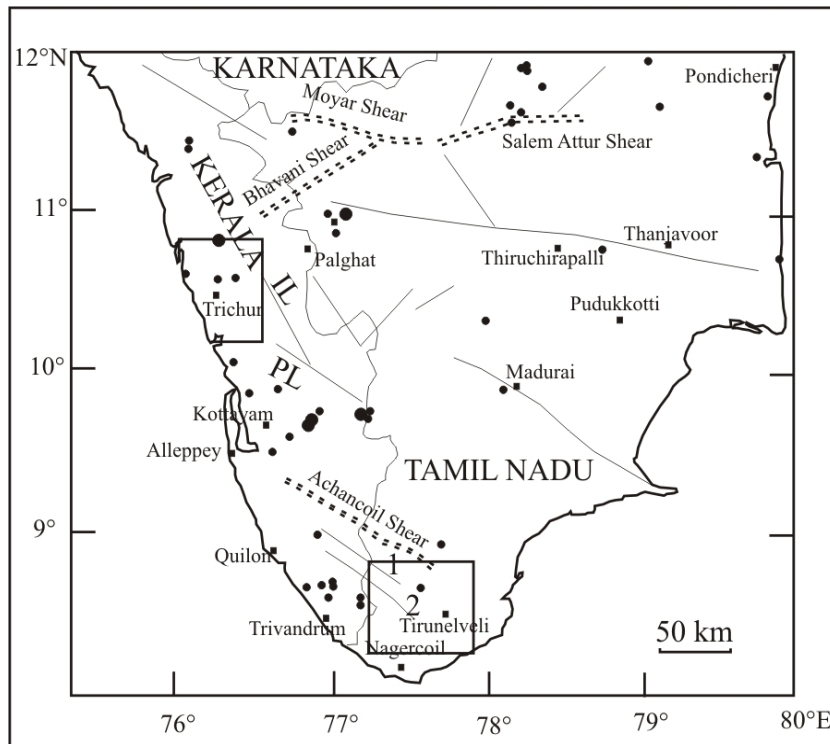 12°N
KARNATAKA
Pondicheri
Moyar Shear
Salem Attur Shear
Bhavani Shear
KERALA
11°
Palghat
Thiruchirapalli
Thanjavoor
IL
Trichur
Pudukkotti
10°
PL
Madurai
Kottayam
Alleppey
TAMIL NADU
Achancoil Shear
9°
Quilon
1
2
Trivandrum
Tirunelveli
50 km
Nagercoil
76°
77°
78°
79°
80°E